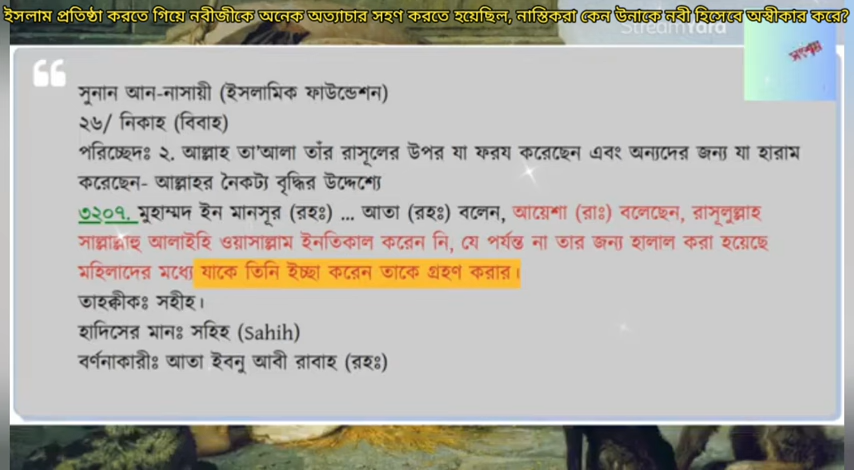 ইসলাম প্রতিষ্ঠা করতে গিয়ে নবীজীকে অনেক অত্যাচার সহ্য করতে হয়েছিল, নাস্তিকরা কেন উনাকে নবী হিসেবে অস্বীকার করে?
StreamYard
সংশয়
সুনান আন-নাসায়ী (ইসলামিক ফাউন্ডেশন)
২৬/ নিকাহ (বিবাহ)
পরিচ্ছেদঃ ২. আল্লাহ তা'আলা তাঁর রাসূলের উপর যা ফরয করেছেন এবং অন্যদের জন্য যা হারাম
করেছেন- আল্লাহর নৈকট্য বৃদ্ধির উদ্দেশ্যে
৩২০৭. মুহাম্মদ ইন মানসূর (রহঃ) ... আতা (রহঃ) বলেন, আয়েশা (রাঃ) বলেছেন, রাসূলুল্লাহ
সাল্লাল্লাহু আলাইহি ওয়াসাল্লাম ইনতিকাল করেন নি, যে পর্যন্ত না তার জন্য হালাল করা হয়েছে
মহিলাদের মধ্যে যাকে তিনি ইচ্ছা করেন তাকে গ্রহণ করার।
তাহক্বীকঃ সহীহ।
হাদিসের মানঃ সহিহ (Sahih)
বর্ণনাকারীঃ আতা ইবনু আবী রাবাহ (রহঃ)